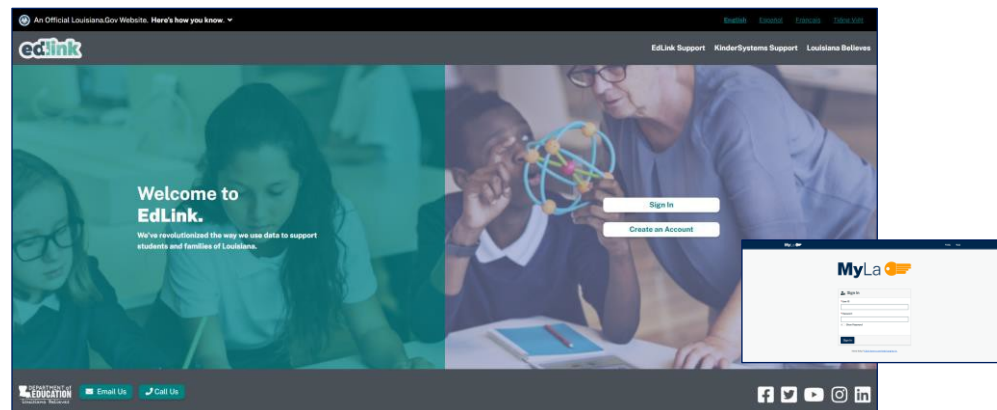 An Official Louisiana.Gov Website. Here's how you know.
English Español Français Tiếng Việt
edlink
EdLink Support KinderSystems Support Louisiana Believes
Welcome to
EdLink.
We've revolutionized the way we use data to support
students and families of Louisiana.
Sign In
Create an Account
MyLa
MyLa
Sign In
Sign In
DEPARTMENT of
EDUCATION
Louisiana Believes
Email Us
Call Us